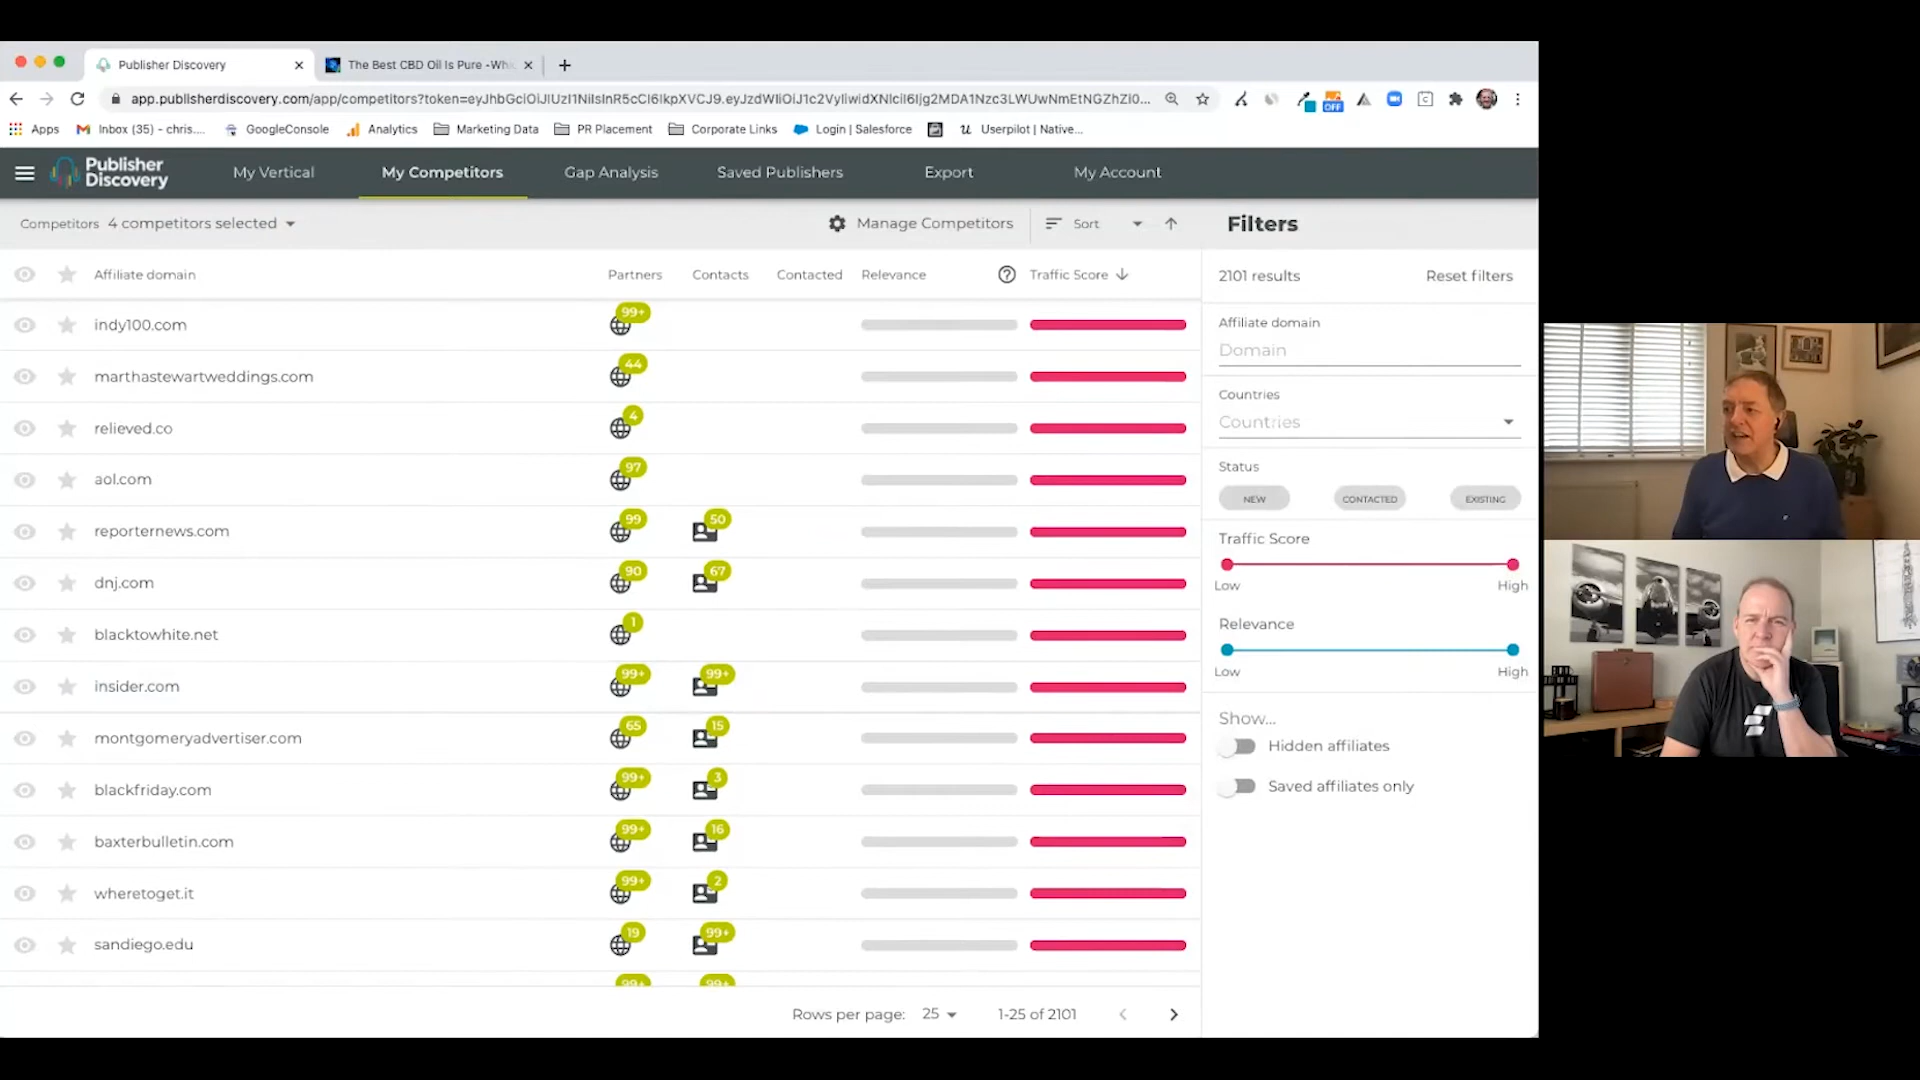 Publisher Discovery
The Best CBD Oil Is Pure -Whi
app.publisherdiscovery.com/app/competitors?token=
Apps
Inbox (35) - chris....
GoogleConsole
Analytics
Marketing Data
PR Placement
Corporate Links
Login | Salesforce
Userpilot | Native...
OFF
Publisher
Discovery
My Vertical
My Competitors
Gap Analysis
Saved Publishers
Export
My Account
Competitors 4 competitors selected
Manage Competitors
Sort
Filters
Affiliate domain Partners Contacts Contacted Relevance ? Traffic Score
indy100.com 99+
marthastewartweddings.com 44
relieved.co 4
aol.com 97
reporternews.com 99 50
dnj.com 90 67
blacktowhite.net 1
insider.com 99+ 99+
montgomeryadvertiser.com 65 15
blackfriday.com 99+ 3
baxterbulletin.com 99+ 16
wheretoget.it 99+ 2
sandiego.edu 19 99+
99+ 99+
Rows per page: 25 1-25 of 2101
2101 results Reset filters
Affiliate domain
Domain
Countries
Countries
Status
NEW CONTACTED EXISTING
Traffic Score
Low High
Relevance
Low High
Show...
Hidden affiliates
Saved affiliates only